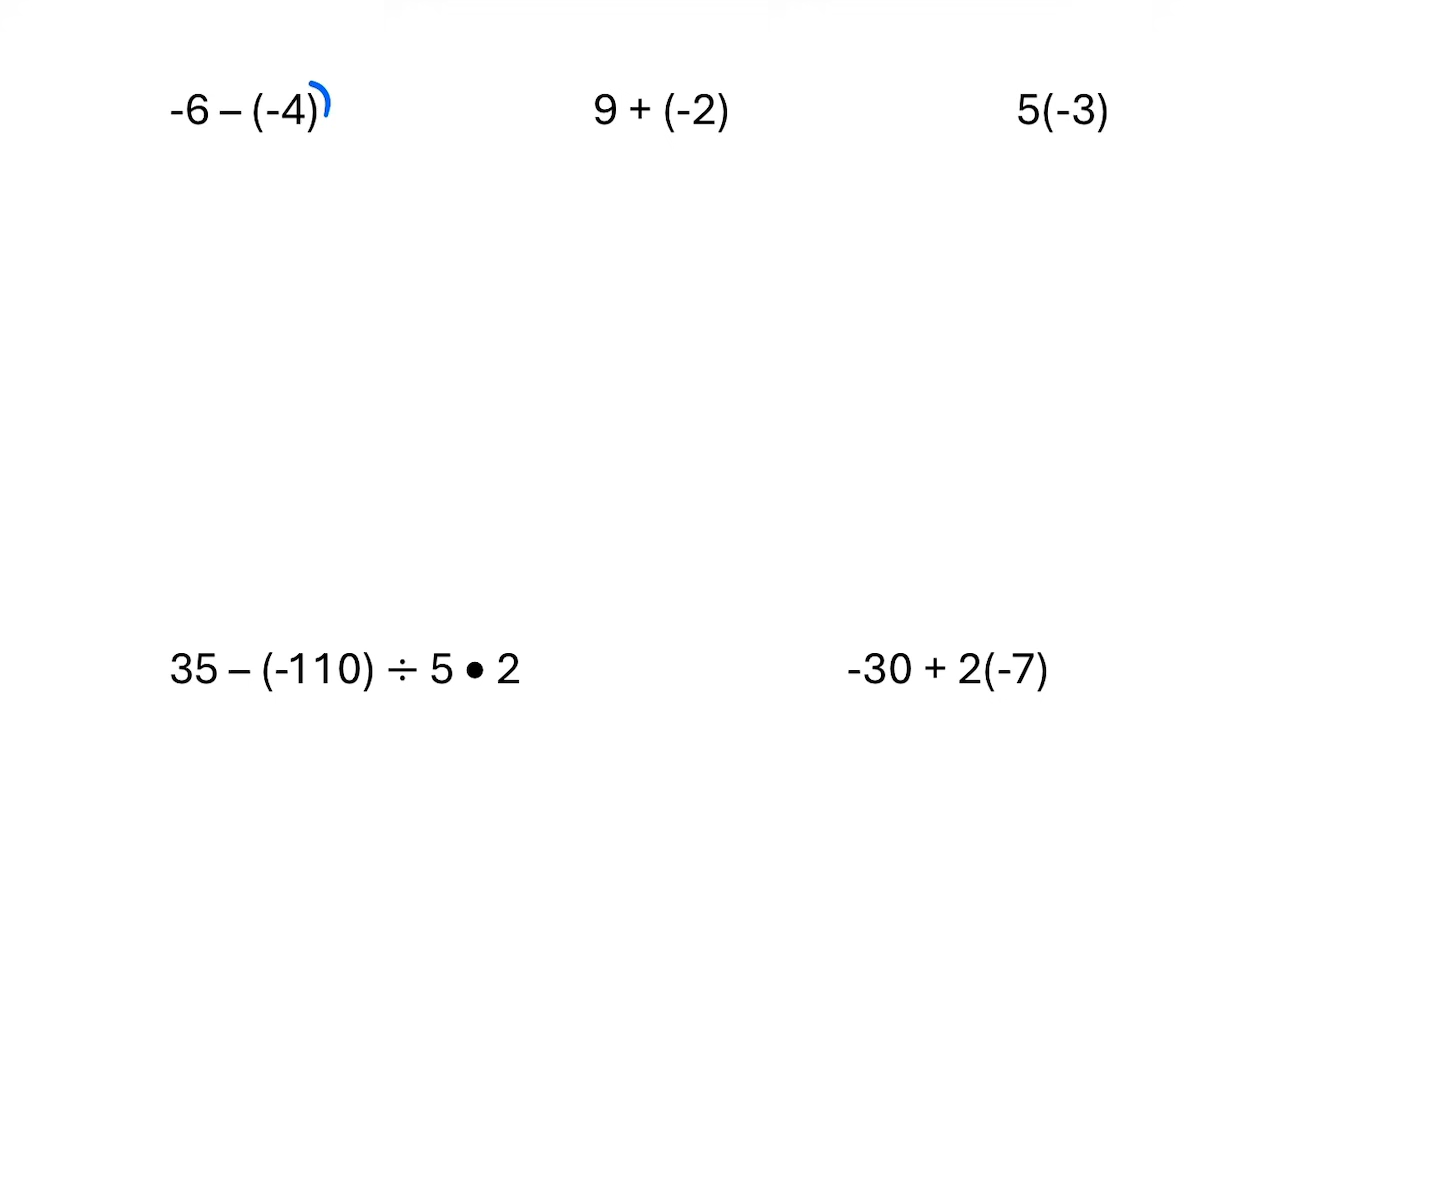 -6 – (-4) 9 + (-2) 5(-3)
35 – (-110) ÷ 5 • 2 -30 + 2(-7)